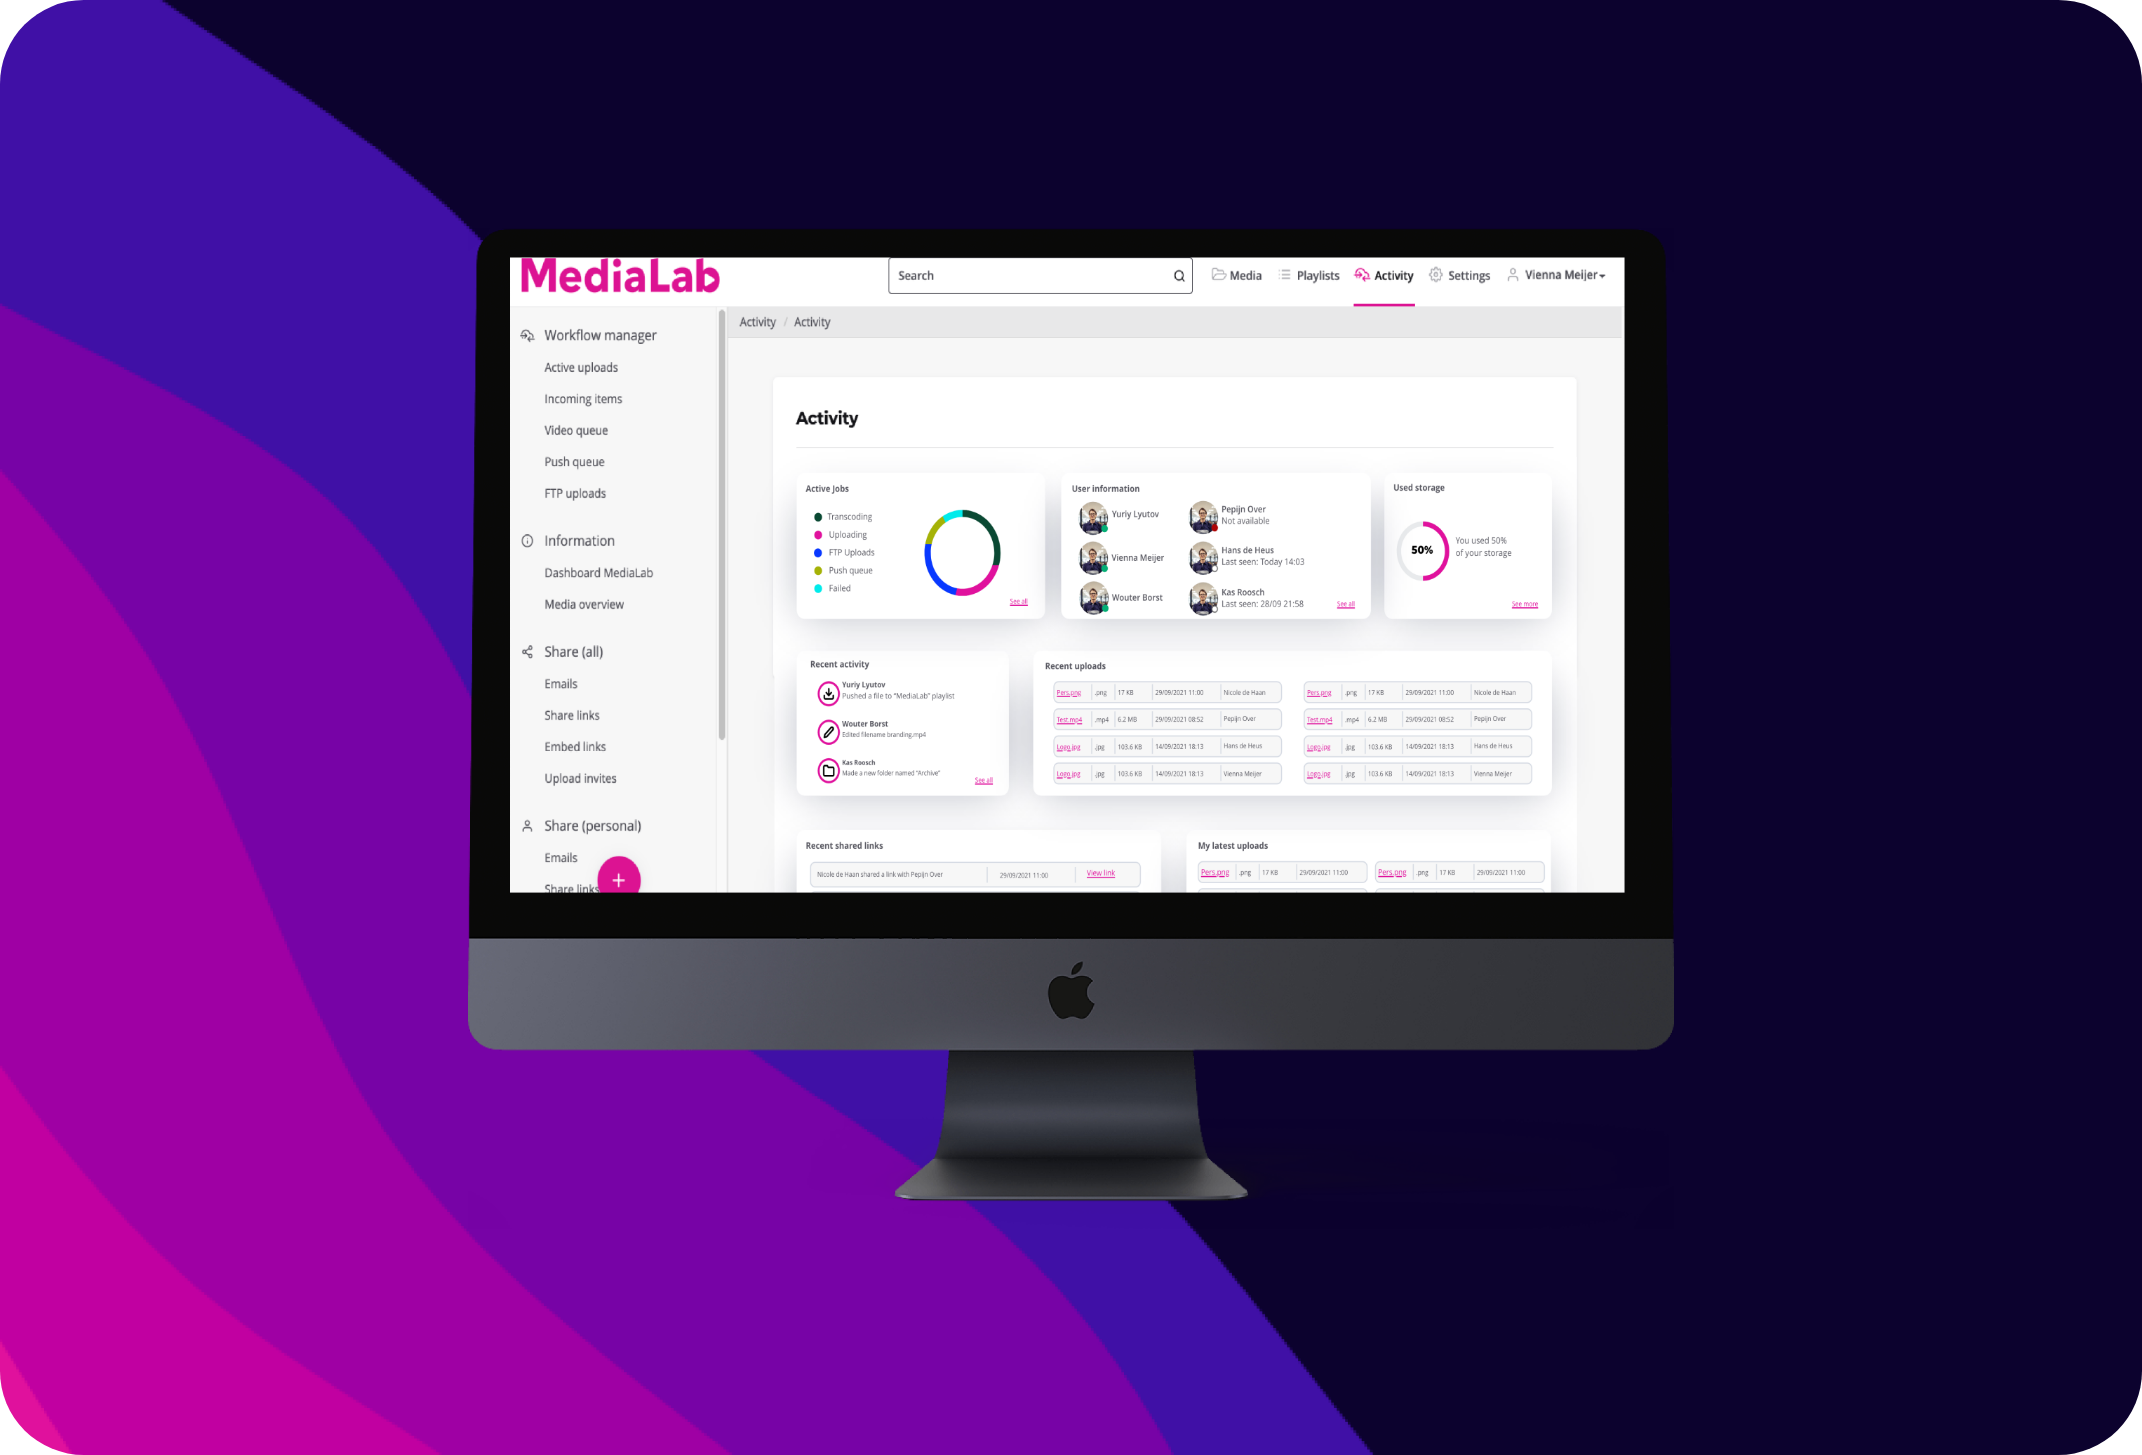 MediaLab
Search
Media
Playlists
Activity
Settings
Vienna Meijer
Activity / Activity
Workflow manager
Active uploads
Incoming items
Video queue
Push queue
FTP uploads
Information
Dashboard MediaLab
Media overview
Share (all)
Emails
Share links
Embed links
Upload invites
Share (personal)
Emails
Share links
Activity
Active Jobs
Transcoding
Uploading
FTP Uploads
Push queue
Failed
See all
User information
Yuriy Lyutov
Vienna Meijer
Wouter Borst
Pepijn Over
Not available
Hans de Heus
Last seen: Today 14:03
Kas Roosch
Last seen: 28/09 21:58
See all
Used storage
50%
You used 50%
of your storage
See more
Recent activity
Yuriy Lyutov
Pushed a file to "MediaLab" playlist
Wouter Borst
Edited filename branding.mp4
Kas Roosch
Made a new folder named "Archive"
See all
Recent uploads
Pers.png .png 17 KB 29/09/2021 11:00 Nicole de Haan
Test.mp4 .mp4 6.2 MB 29/09/2021 08:52 Pepijn Over
Logo.jpg .jpg 103.6 KB 14/09/2021 18:13 Hans de Heus
Logo.jpg .jpg 103.6 KB 14/09/2021 18:13 Vienna Meijer
Pers.png .png 17 KB 29/09/2021 11:00 Nicole de Haan
Test.mp4 .mp4 6.2 MB 29/09/2021 08:52 Pepijn Over
Logo.jpg .jpg 103.6 KB 14/09/2021 18:13 Hans de Heus
Logo.jpg .jpg 103.6 KB 14/09/2021 18:13 Vienna Meijer
Recent shared links
Nicole de Haan shared a link with Pepijn Over 29/09/2021 11:00 View link
My latest uploads
Pers.png .png 17 KB 29/09/2021 11:00
Pers.png .png 17 KB 29/09/2021 11:00